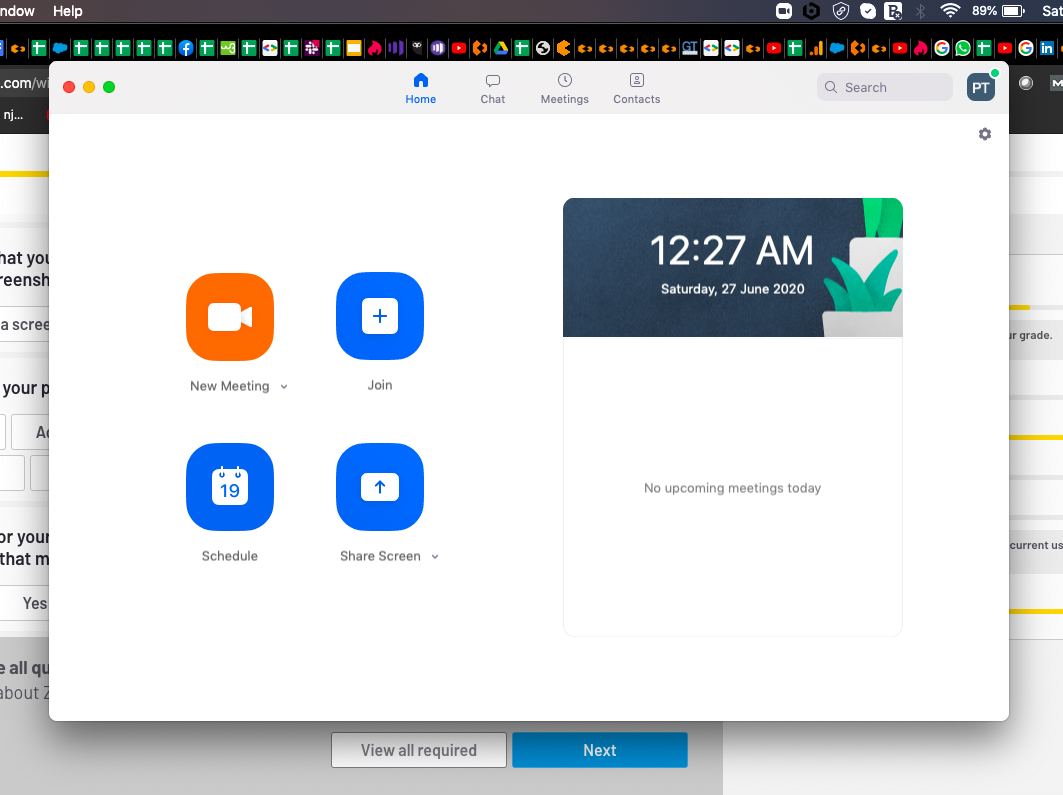 ndow Help 89% Sat
.com/wi
nj...
Home Chat Meetings Contacts
Search
PT
12:27 AM
Saturday, 27 June 2020
hat you
reensh
a scree
ur grade.
New Meeting Join
your p
Ac
19
No upcoming meetings today
or your
that m
current us
Schedule Share Screen
Yes
e all qu
about Z
View all required Next